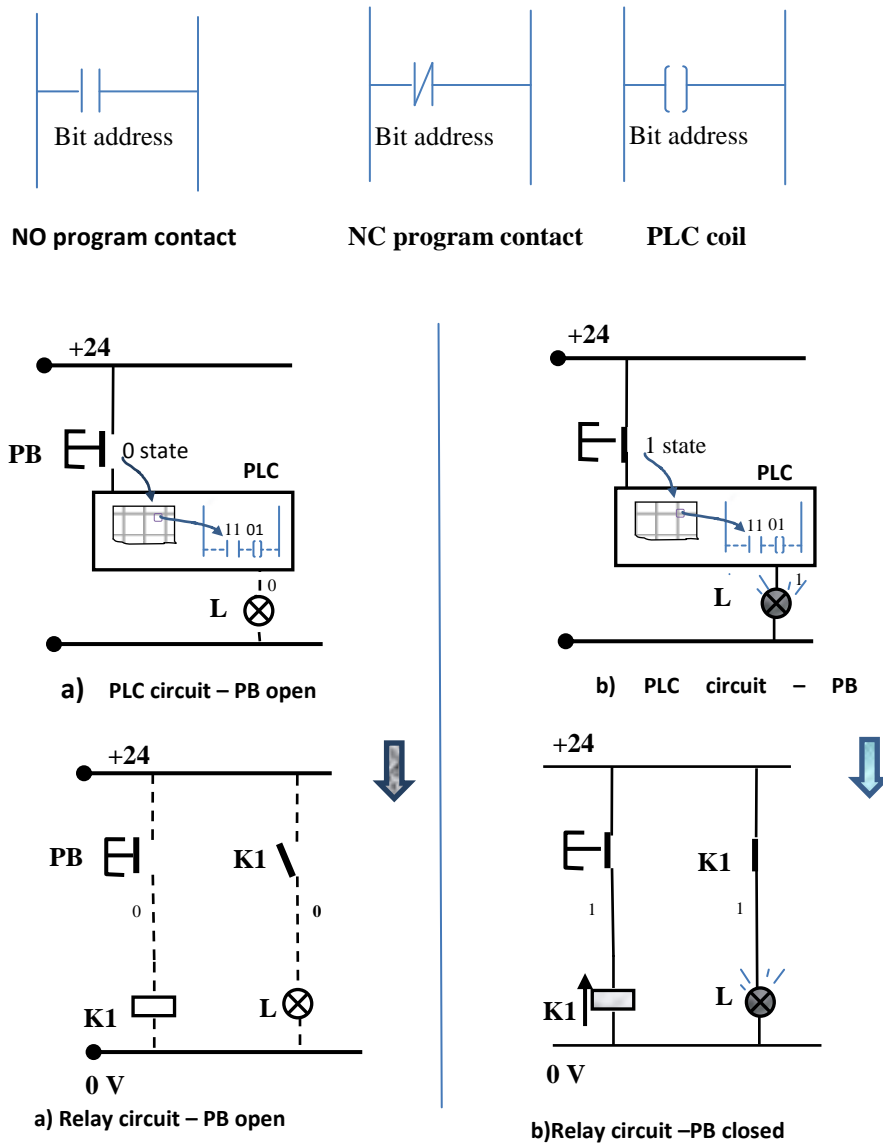 Bit address
Bit address
Bit address
NO program contact
NC program contact
PLC coil
+24
PB
0 state
PLC
11 01
0
L
a) PLC circuit – PB open
+24
1 state
PLC
11 01
1
L
b) PLC circuit – PB
+24
PB
K1
0
0
K1
L
0 V
a) Relay circuit – PB open
+24
K1
1
1
K1
L
0 V
b)Relay circuit –PB closed